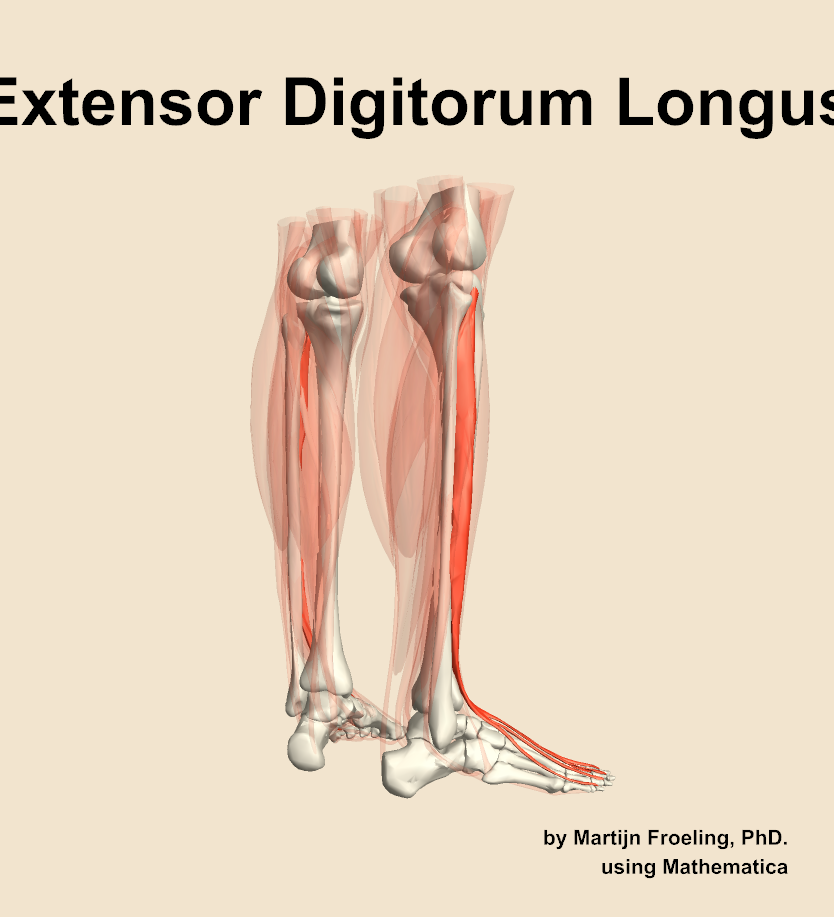 Extensor Digitorum Longus
by Martijn Froeling, PhD.
using Mathematica